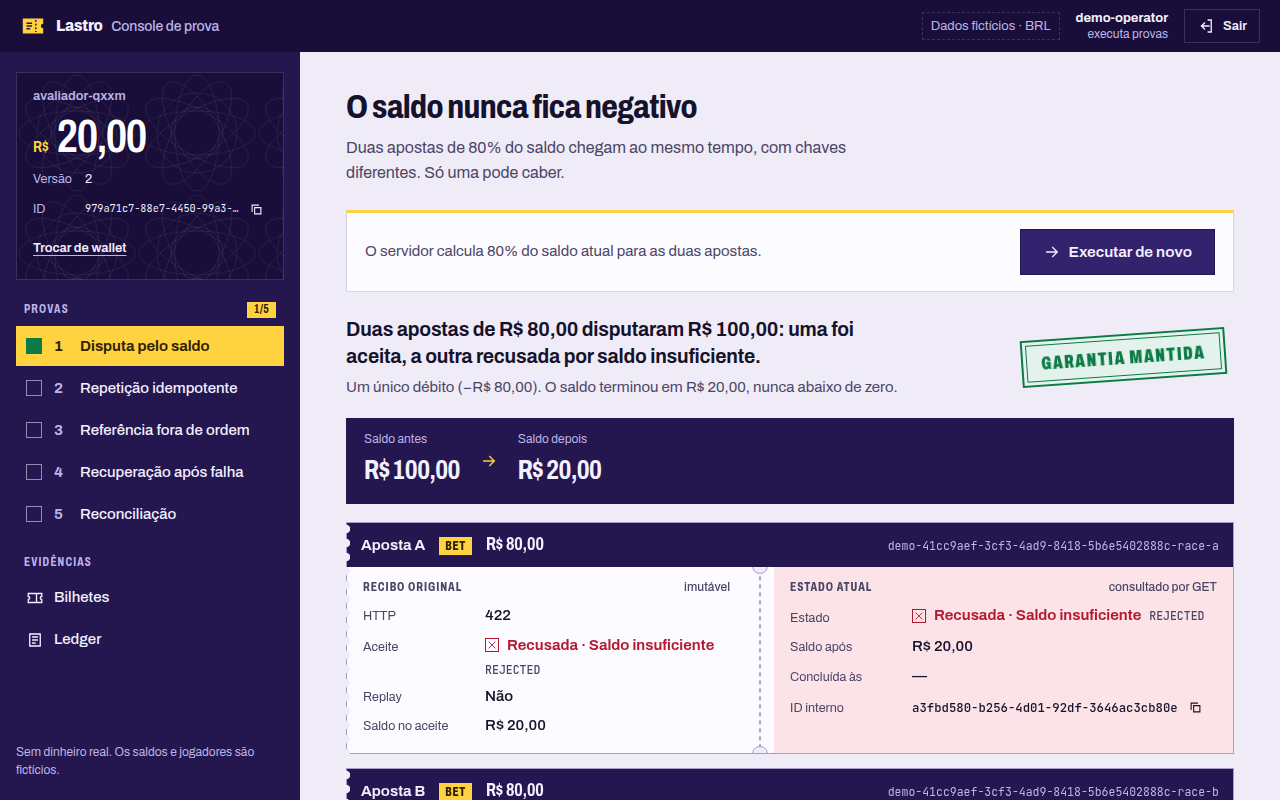 Lastro Console de prova
Dados fictícios · BRL
demo-operator
executa provas
Sair
avaliador-qxxm
R$ 20,00
Versão 2
ID 979a71c7-88e7-4450-99a3-…
Trocar de wallet
PROVAS 1/5
1 Disputa pelo saldo
2 Repetição idempotente
3 Referência fora de ordem
4 Recuperação após falha
5 Reconciliação
EVIDÊNCIAS
Bilhetes
Ledger
Sem dinheiro real. Os saldos e jogadores são
fictícios.
O saldo nunca fica negativo
Duas apostas de 80% do saldo chegam ao mesmo tempo, com chaves
diferentes. Só uma pode caber.
O servidor calcula 80% do saldo atual para as duas apostas.
Executar de novo
Duas apostas de R$ 80,00 disputaram R$ 100,00: uma foi
aceita, a outra recusada por saldo insuficiente.
Um único débito (−R$ 80,00). O saldo terminou em R$ 20,00, nunca abaixo de zero.
GARANTIA MANTIDA
Saldo antes
R$ 100,00
Saldo depois
R$ 20,00
Aposta A BET R$ 80,00 demo-41cc9aef-3cf3-4ad9-8418-5b6e5402888c-race-a
RECIBO ORIGINAL imutável
HTTP 422
Aceite Recusada · Saldo insuficiente
REJECTED
Replay Não
Saldo no aceite R$ 20,00
ESTADO ATUAL consultado por GET
Estado Recusada · Saldo insuficiente REJECTED
Saldo após R$ 20,00
Concluída às —
ID interno a3fbd580-b256-4d01-92df-3646ac3cb80e
Aposta B BET R$ 80,00 demo-41cc9aef-3cf3-4ad9-8418-5b6e5402888c-race-b